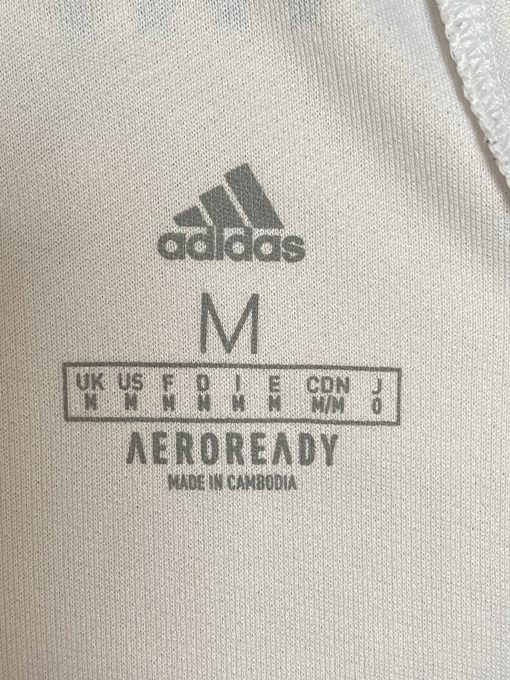 adidas
M
UK US F D I E CDN J
M M M M M M M/M O
AEROREADY
MADE IN CAMBODIA